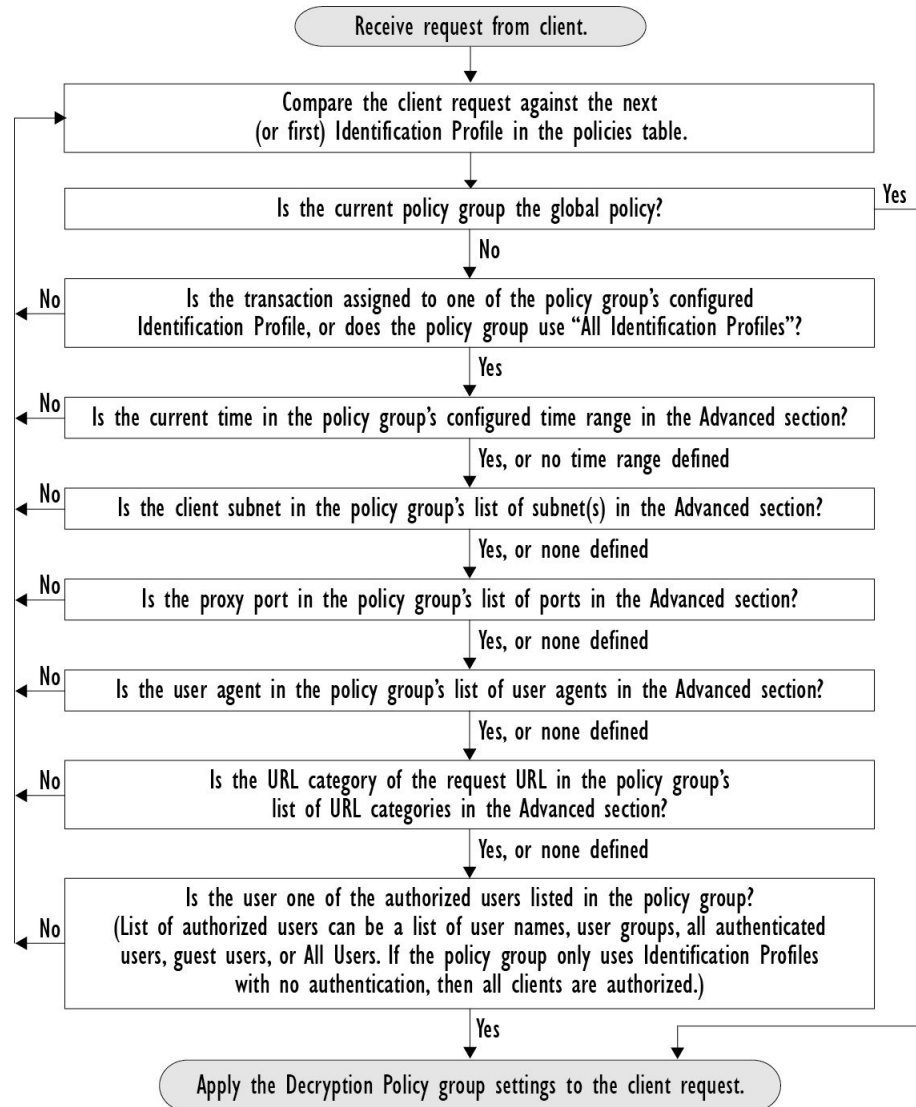 Receive request from client.
Compare the client request against the next
(or first) Identification Profile in the policies table.
Is the current policy group the global policy?
Yes
No
No
Is the transaction assigned to one of the policy group’s configured
Identification Profile, or does the policy group use “All Identification Profiles”?
Yes
No
Is the current time in the policy group’s configured time range in the Advanced section?
Yes, or no time range defined
No
Is the client subnet in the policy group’s list of subnet(s) in the Advanced section?
Yes, or none defined
No
Is the proxy port in the policy group’s list of ports in the Advanced section?
Yes, or none defined
No
Is the user agent in the policy group’s list of user agents in the Advanced section?
Yes, or none defined
No
Is the URL category of the request URL in the policy group’s
list of URL categories in the Advanced section?
Yes, or none defined
No
Is the user one of the authorized users listed in the policy group?
(List of authorized users can be a list of user names, user groups, all authenticated
users, guest users, or All Users. If the policy group only uses Identification Profiles
with no authentication, then all clients are authorized.)
Yes
Apply the Decryption Policy group settings to the client request.